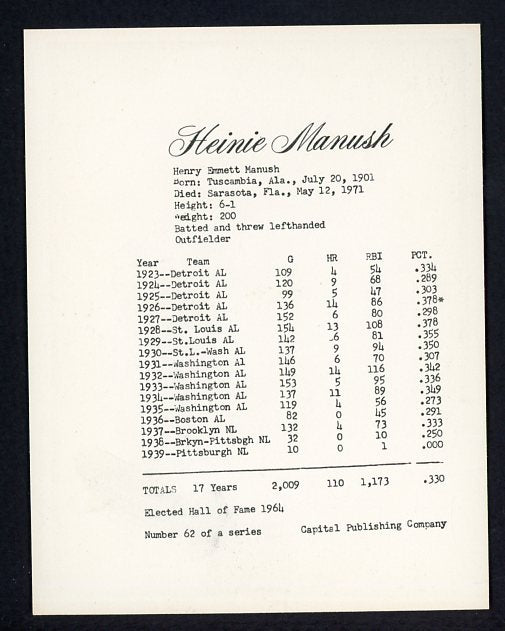 Heinie Manush
Henry Emmett Manush
Born: Tuscambia, Ala., July 20, 1901
Died: Sarasota, Fla., May 12, 1971
Height: 6-1
Weight: 200
Batted and threw lefthanded
Outfielder
Year Team G HR RBI PCT.
1923--Detroit AL 109 4 54 .334
1924--Detroit AL 120 9 68 .289
1925--Detroit AL 99 5 47 .303
1926--Detroit AL 136 14 86 .378*
1927--Detroit AL 152 6 80 .298
1928--St. Louis AL 154 13 108 .378
1929--St.Louis AL 142 6 81 .355
1930--St.L.-Wash AL 137 9 94 .350
1931--Washington Al 146 6 70 .307
1932--Washington AL 149 14 116 .342
1933--Washington AL 153 5 95 .336
1934--Washington AL 137 11 89 .349
1935--Washington AL 119 4 56 .273
1936--Boston AL 82 0 45 .291
1937--Brooklyn NL 132 4 73 .333
1938--Brkyn-Pittsbgh NL 32 0 10 .250
1939--Pittsburgh NL 10 0 1 .000
TOTALS 17 Years 2,009 110 1,173 .330
Elected Hall of Fame 1964
Number 62 of a series Capital Publishing Company